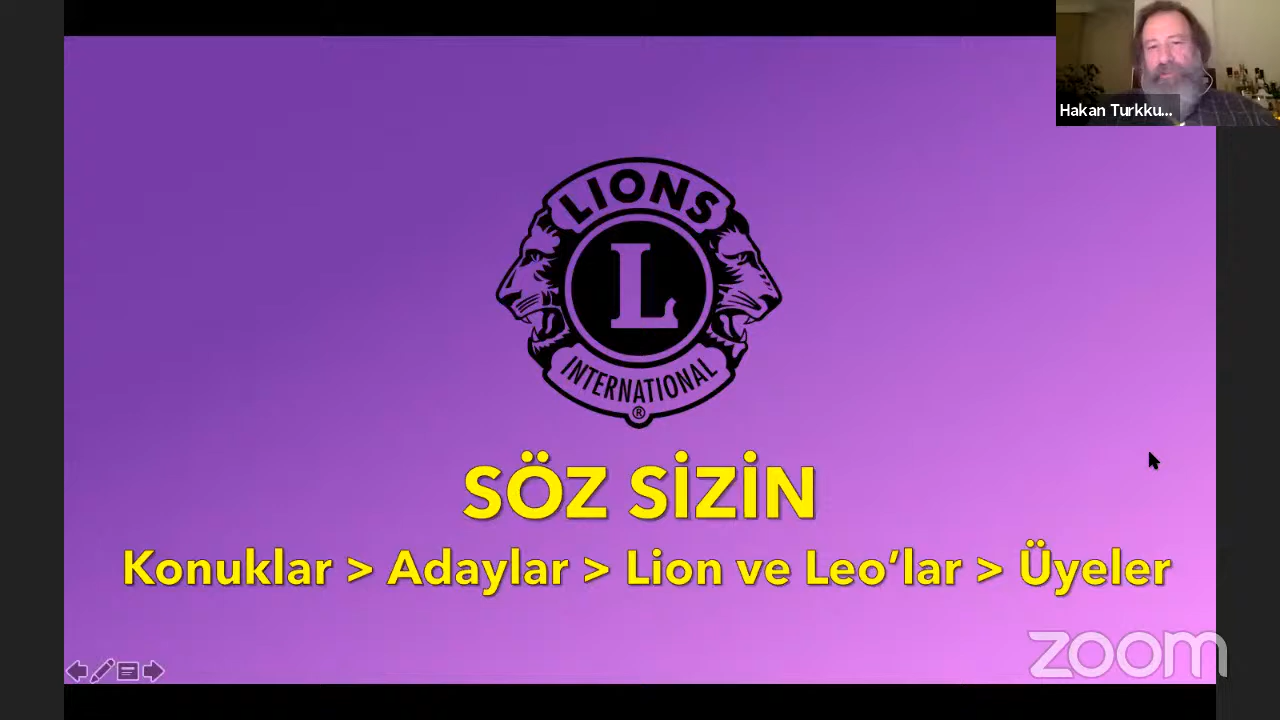 Hakan Turkku...
LIONS
L
INTERNATIONAL
®
SÖZ SİZİN
Konuklar > Adaylar > Lion ve Leo’lar > Üyeler
zoom